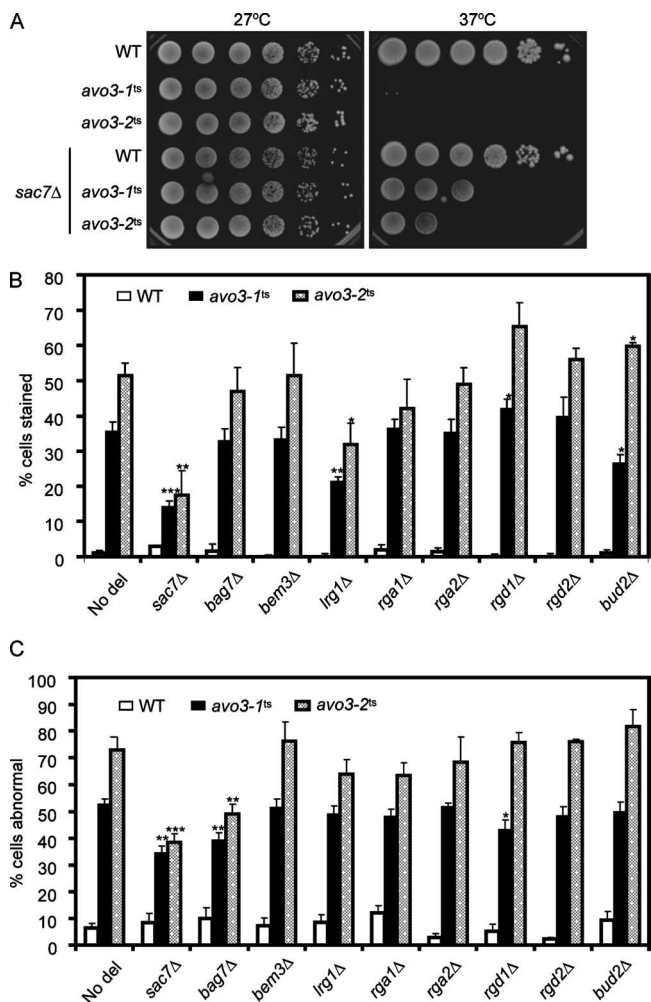 A
27ºC 37ºC
WT
avo3-1ts
avo3-2ts
WT
sac7Δ avo3-1ts
avo3-2ts
B
WT avo3-1ts avo3-2ts
% cells stained
80
70
60
50
40
30
20
10
0
*** ** ** * * * *
No del sac7Δ bag7Δ bem3Δ lrg1Δ rga1Δ rga2Δ rgd1Δ rgd2Δ bud2Δ
C
WT avo3-1ts avo3-2ts
% cells abnormal
100
90
80
70
60
50
40
30
20
10
0
** *** ** ** *
No del sac7Δ bag7Δ bem3Δ lrg1Δ rga1Δ rga2Δ rgd1Δ rgd2Δ bud2Δ